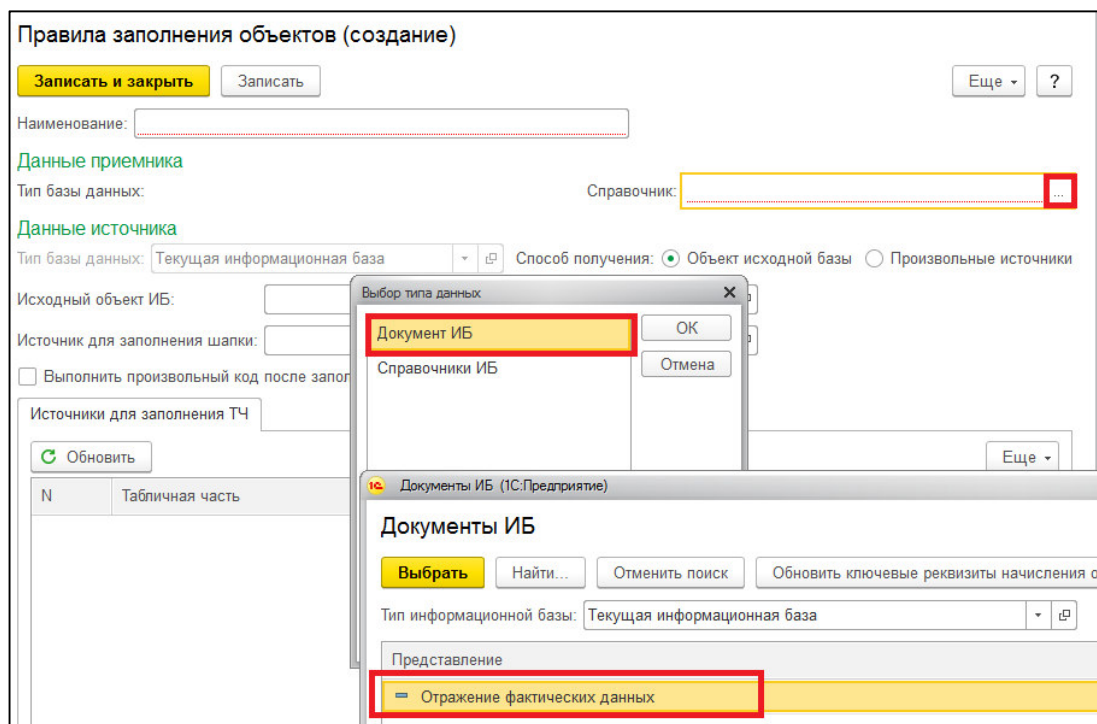 Правила заполнения объектов (создание)
Записать и закрыть Записать Еще ?
Наименование:
Данные приемника
Тип базы данных: Справочник: ...
Данные источника
Тип базы данных: Текущая информационная база Способ получения: Объект исходной базы Произвольные источники
Исходный объект ИБ:
Источник для заполнения шапки:
Выполнить произвольный код после запол
Источники для заполнения ТЧ
Обновить Еще
N Табличная часть
Выбор типа данных
Документ ИБ ОК
Справочники ИБ Отмена
1С Документы ИБ (1С:Предприятие)
Документы ИБ
Выбрать Найти... Отменить поиск Обновить ключевые реквизиты начисления о
Тип информационной базы: Текущая информационная база
Представление
Отражение фактических данных